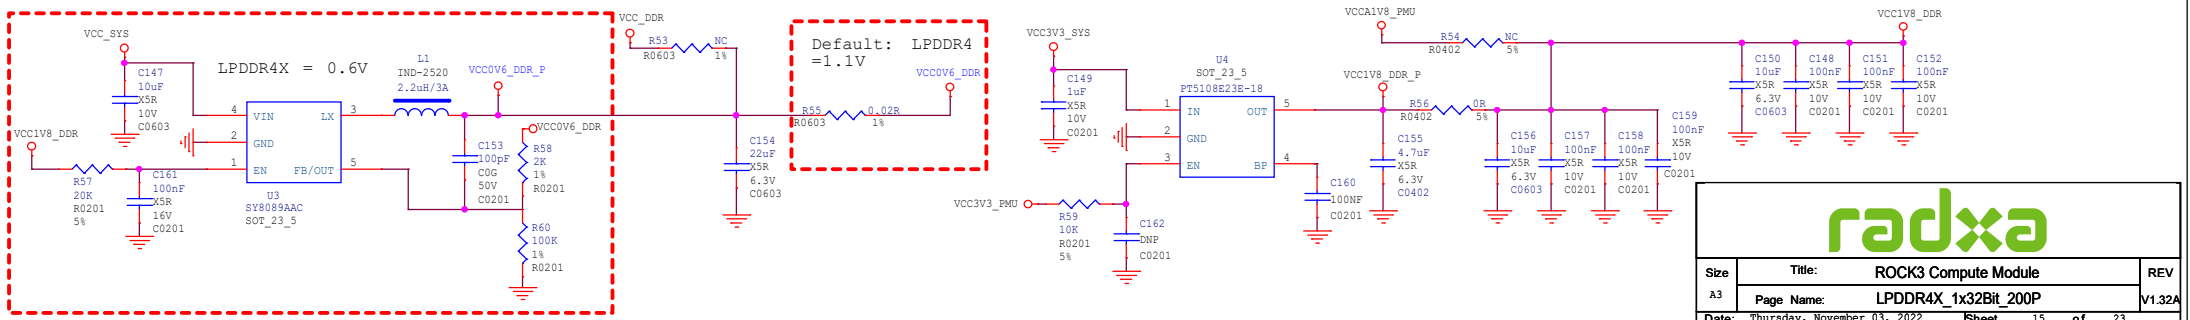 VCC_SYS
C147
10uF
X5R
10V
C0603
LPDDR4X = 0.6V
L1
IND-2520
2.2uH/3A
VCC0V6_DDR_P
4
VIN
LX
3
2
GND
1
EN
FB/OUT
5
U3
SY8089AAC
SOT_23_5
VCC1V8_DDR
R57
20K
R0201
5%
C161
100nF
X5R
16V
C0201
C153
100pF
C0G
50V
C0201
VCC0V6_DDR
R58
2K
1%
R0201
R60
100K
1%
R0201
VCC_DDR
R53
NC
R0603
1%
C154
22uF
X5R
6.3V
C0603
Default: LPDDR4
=1.1V
VCC0V6_DDR
R55
0.02R
R0603
1%
VCC3V3_SYS
C149
1uF
X5R
10V
C0201
U4
SOT_23_5
PT5108E23E-18
1
IN
OUT
5
2
GND
3
EN
BP
4
VCC3V3_PMU
R59
10K
R0201
5%
C162
DNP
C0201
C160
100NF
C0201
VCCA1V8_PMU
R54
NC
R0402
5%
VCC1V8_DDR_P
R56
0R
R0402
5%
C155
4.7uF
X5R
6.3V
C0402
C156
10uF
X5R
6.3V
C0603
C157
100nF
X5R
10V
C0201
C158
100nF
X5R
10V
C0201
C159
100nF
X5R
10V
C0201
VCC1V8_DDR
C150
10uF
X5R
6.3V
C0603
C148
100nF
X5R
10V
C0201
C151
100nF
X5R
10V
C0201
C152
100nF
X5R
10V
C0201
radxa
Size
A3
Title:
ROCK3 Compute Module
REV
Page Name:
LPDDR4X_1x32Bit_200P
V1.32A
Date: Thursday, November 03, 2022 Sheet 15 of 23